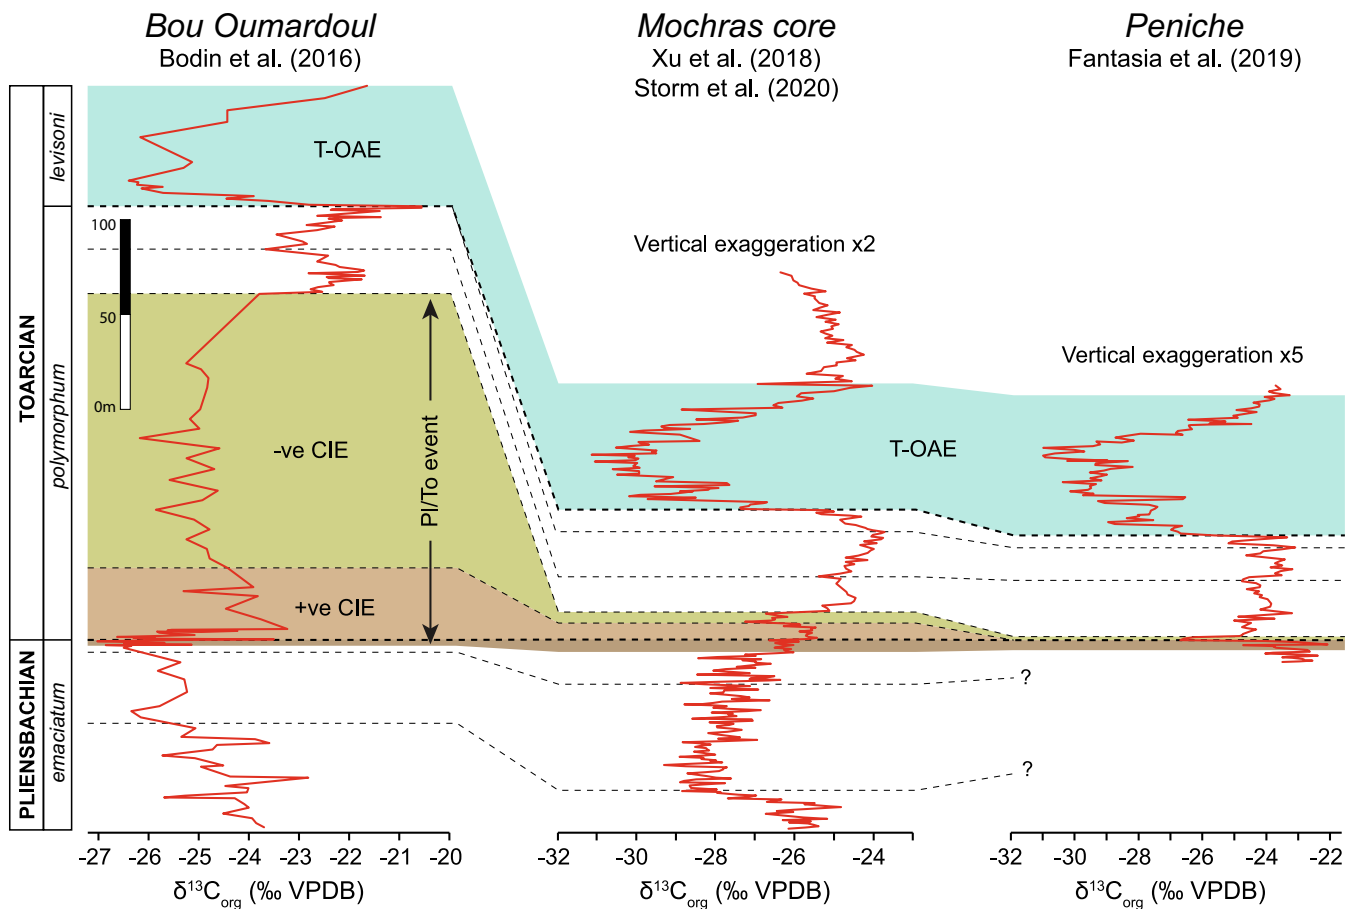 Bou Oumardoul
Bodin et al. (2016)
Mochras core
Xu et al. (2018)
Storm et al. (2020)
Peniche
Fantasia et al. (2019)
TOARCIAN
PLIENSBACHIAN
levisoni
polymorphum
emaciatum
T-OAE
100
50
0m
-ve CIE
+ve CIE
Pl/To event
Vertical exaggeration x2
T-OAE
Vertical exaggeration x5
?
?
-27 -26 -25 -24 -23 -22 -21 -20
δ¹³Corg (‰ VPDB)
-32 -30 -28 -26 -24
δ¹³Corg (‰ VPDB)
-32 -30 -28 -26 -24 -22
δ¹³Corg (‰ VPDB)